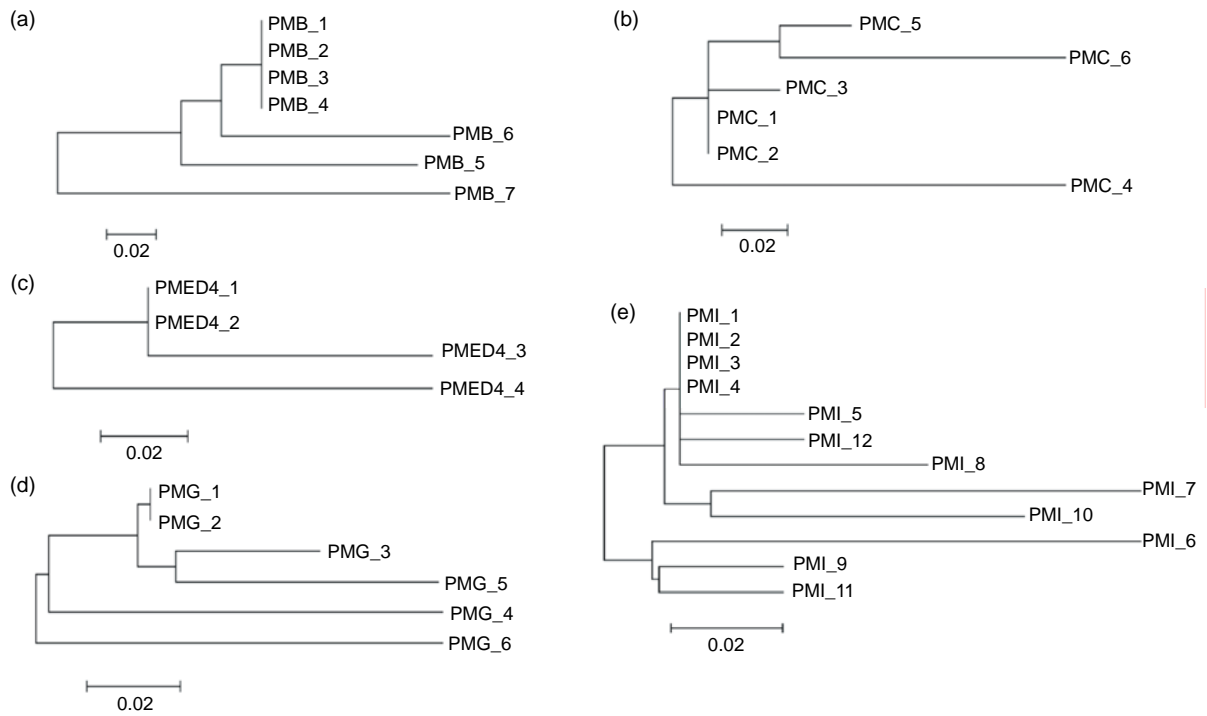 (a)
PMB_1
PMB_2
PMB_3
PMB_4
PMB_6
PMB_5
PMB_7
0.02
(b)
PMC_5
PMC_6
PMC_3
PMC_1
PMC_2
PMC_4
0.02
(c)
PMED4_1
PMED4_2
PMED4_3
PMED4_4
0.02
(d)
PMG_1
PMG_2
PMG_3
PMG_5
PMG_4
PMG_6
0.02
(e)
PMI_1
PMI_2
PMI_3
PMI_4
PMI_5
PMI_12
PMI_8
PMI_7
PMI_10
PMI_6
PMI_9
PMI_11
0.02